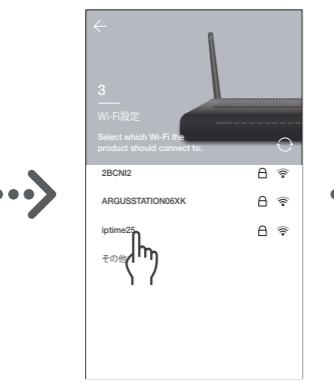 3
Wi-Fi設定
Select which Wi-Fi the
product should connect to.
2BCNI2
ARGUSSTATION06XK
iptime25
その他